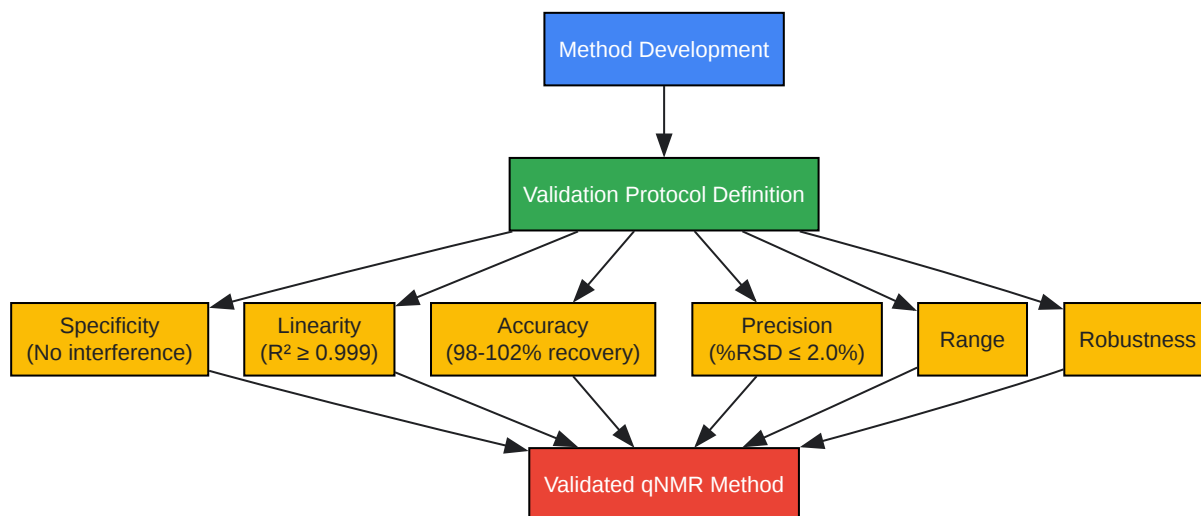 Method Development
Validation Protocol Definition
Specificity
(No interference)
Linearity
(R² ≥ 0.999)
Accuracy
(98-102% recovery)
Precision
(%RSD ≤ 2.0%)
Range
Robustness
Validated qNMR Method